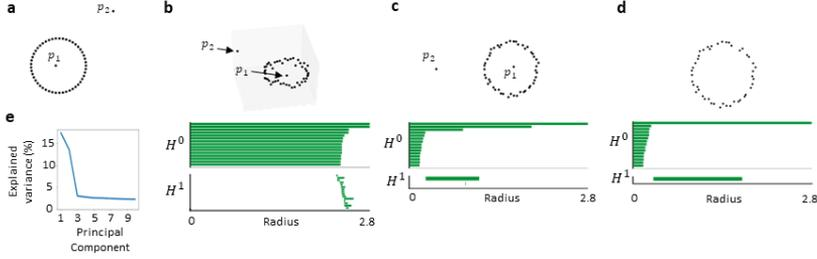 a
p₂
p₁
b
p₂
p₁
H⁰
H¹
0
Radius
2.8
c
p₂
p₁
H⁰
H¹
0
Radius
2.8
d
H⁰
H¹
0
Radius
2.8
e
Explained
variance (%)
15
10
5
0
1 3 5 7 9
Principal
Component